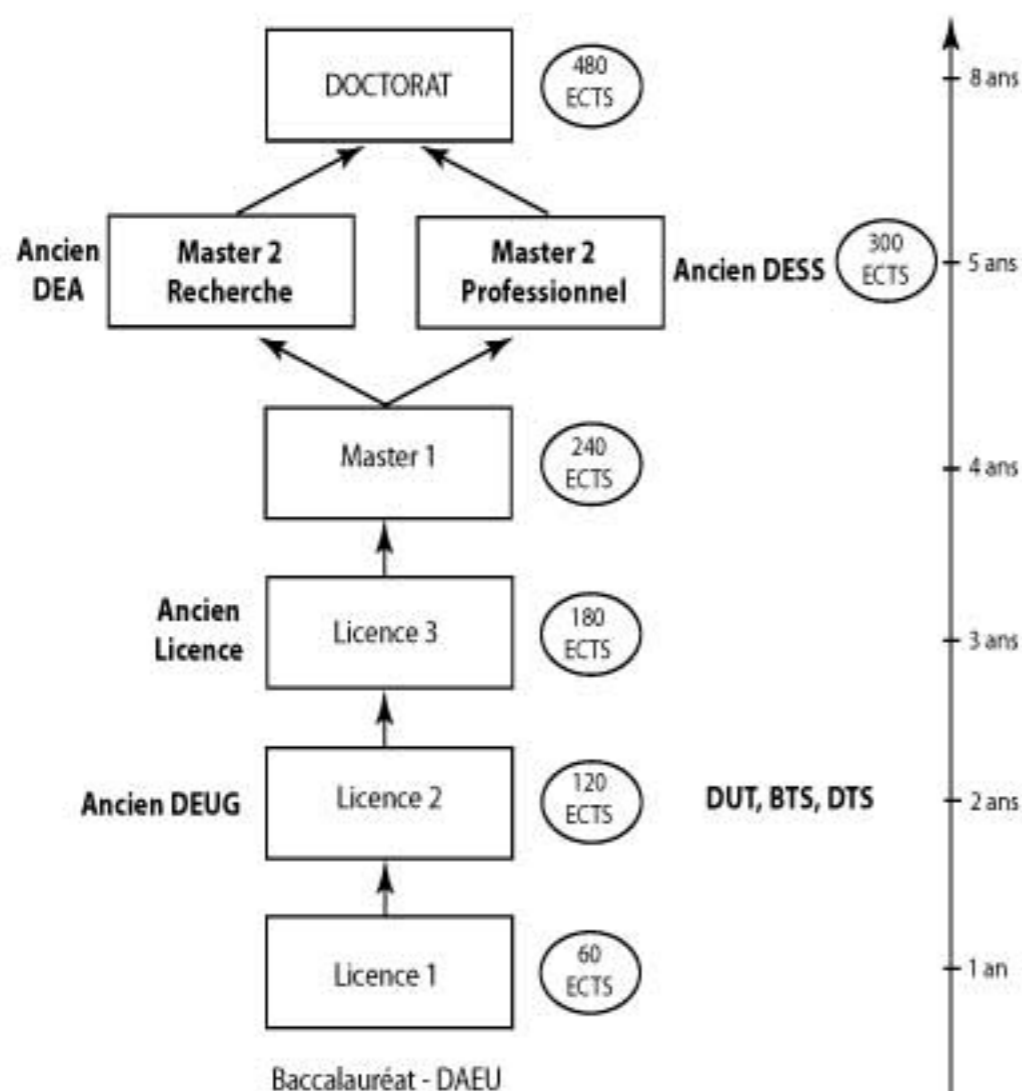 DOCTORAT
480
ECTS
8 ans
Ancien
DEA
Master 2
Recherche
Master 2
Professionnel
Ancien DESS
300
ECTS
5 ans
Master 1
240
ECTS
4 ans
Ancien
Licence
Licence 3
180
ECTS
3 ans
Ancien DEUG
Licence 2
120
ECTS
DUT, BTS, DTS
2 ans
Licence 1
60
ECTS
1 an
Baccalauréat - DAEU